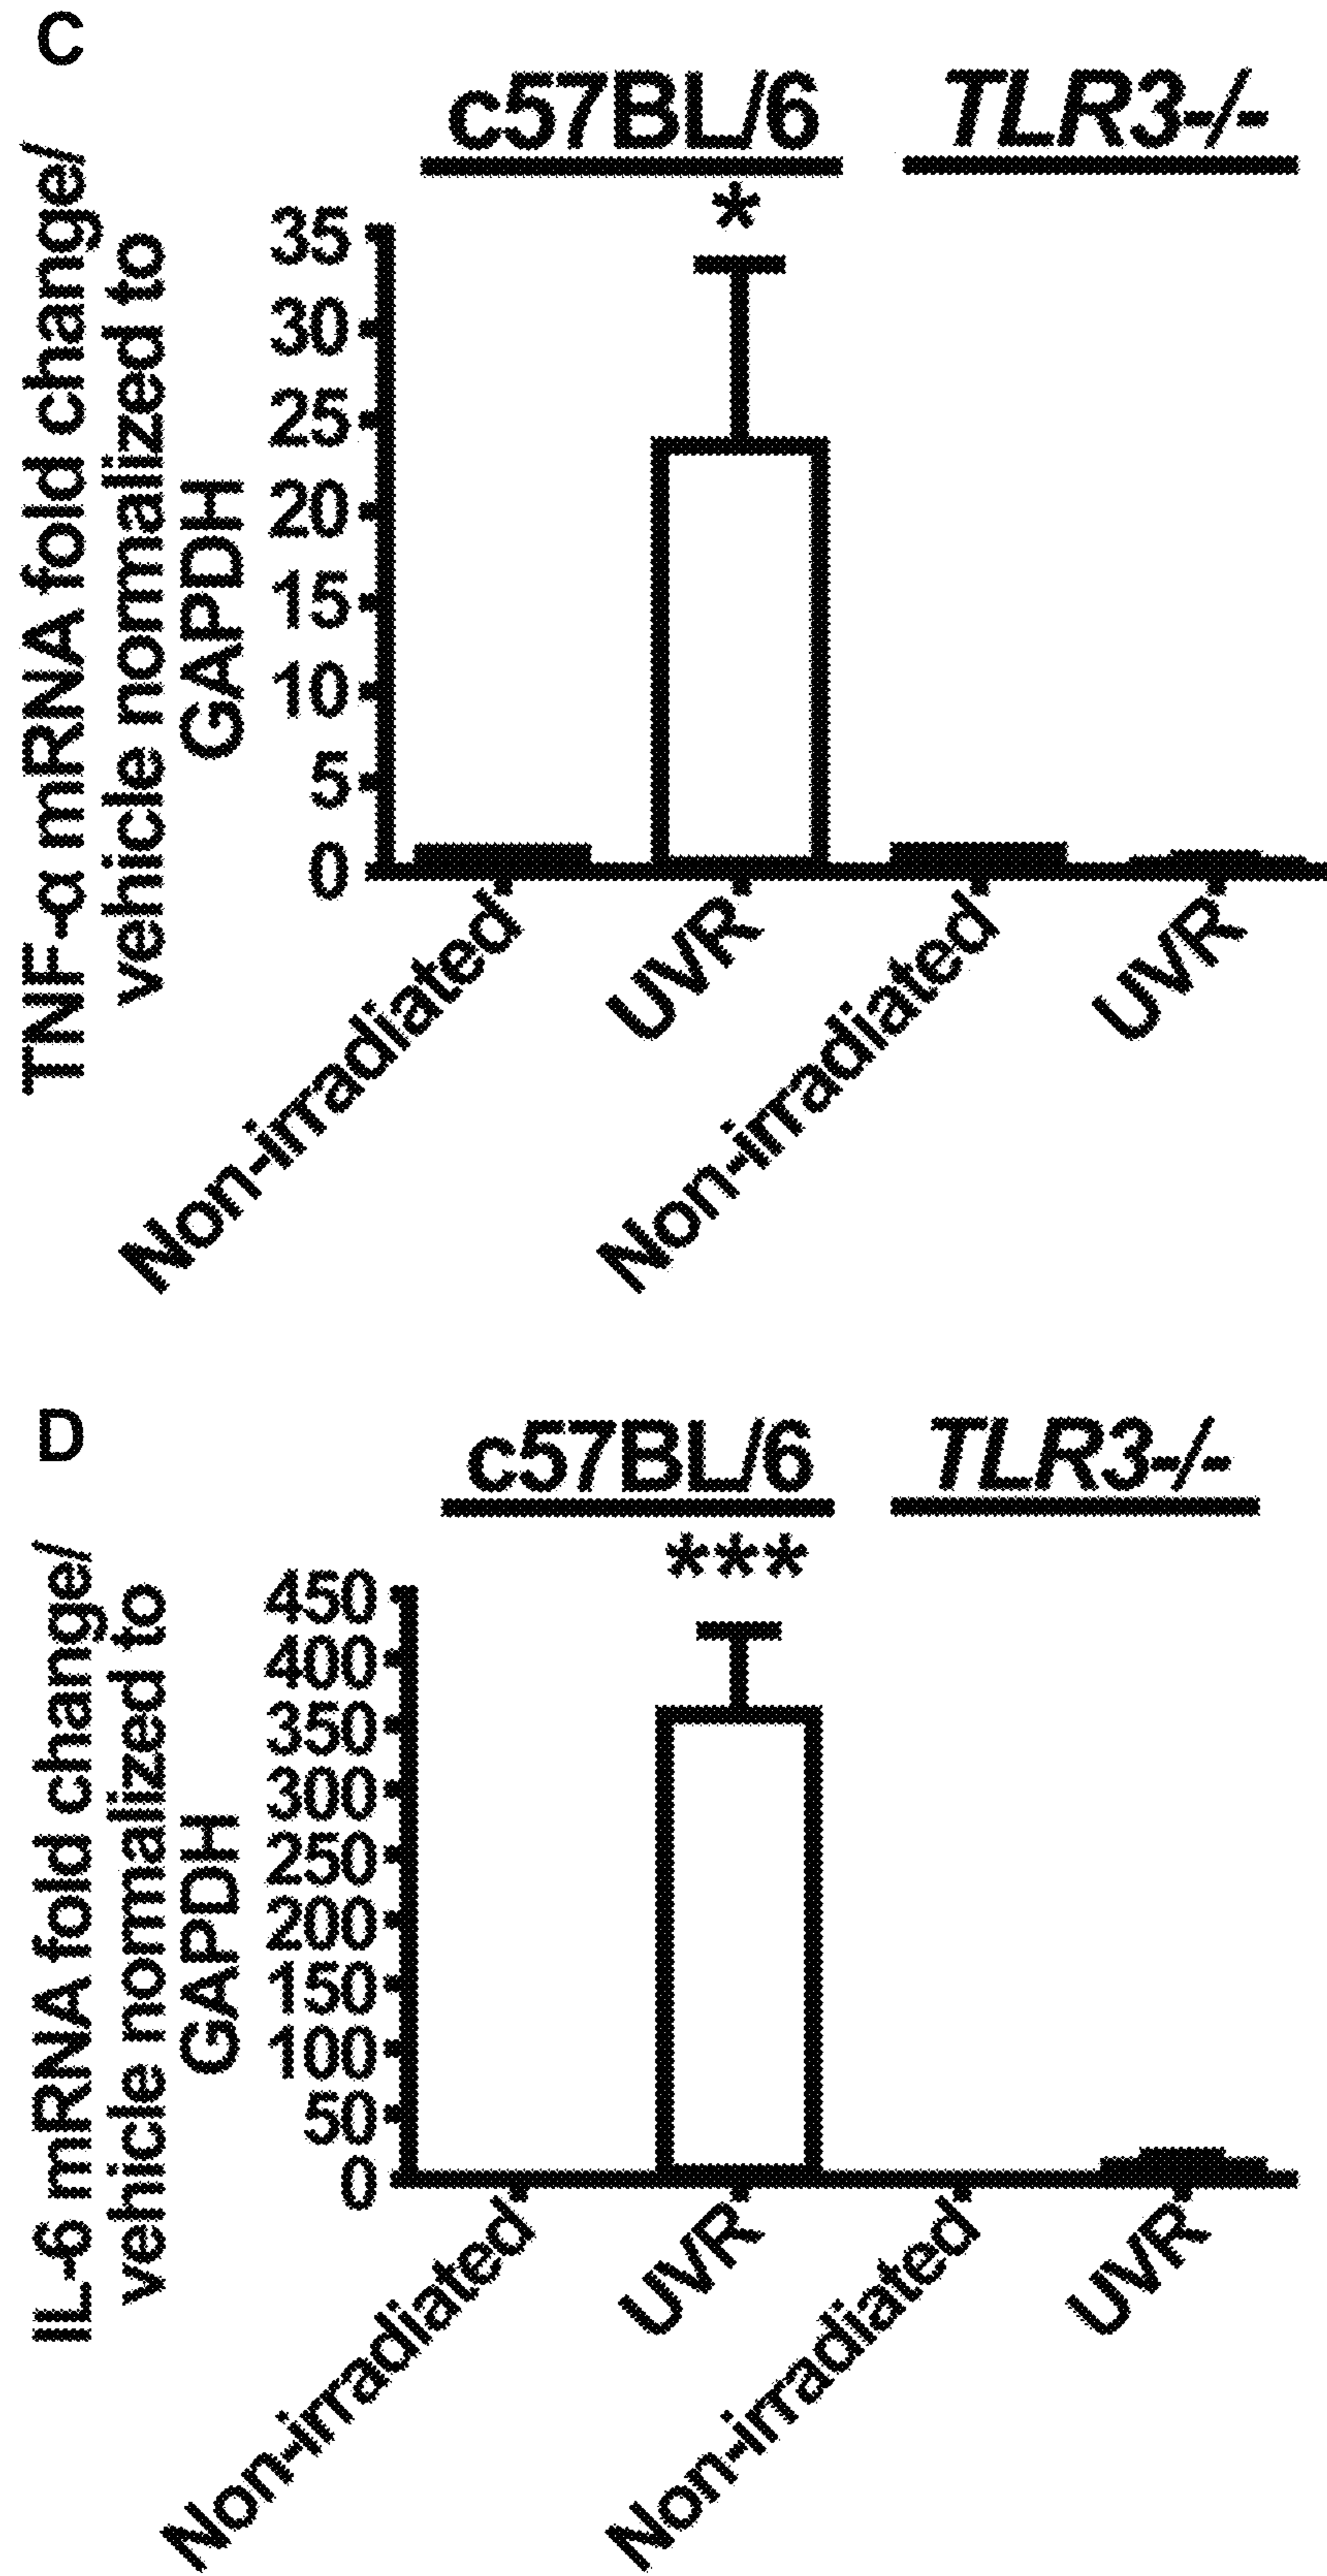 C
c57BL/6 TLR3-/-
*
TNF-α mRNA fold change/
vehicle normalized to
GAPDH
35
30
25
20
15
10
5
0
Non-irradiated
UVR
Non-irradiated
UVR
D
c57BL/6 TLR3-/-
***
IL-6 mRNA fold change/
vehicle normalized to
GAPDH
450
400
350
300
250
200
150
100
50
0
Non-irradiated
UVR
Non-irradiated
UVR